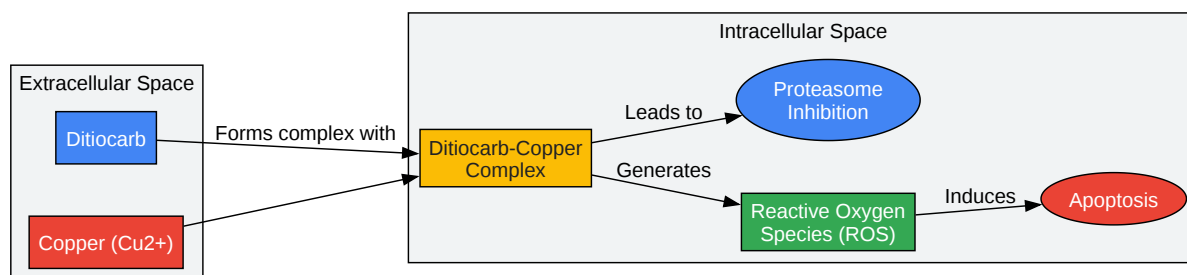 Extracellular Space
Ditiocarb
Copper (Cu2+)
Forms complex with
Intracellular Space
Ditiocarb-Copper
Complex
Leads to
Generates
Proteasome
Inhibition
Reactive Oxygen
Species (ROS)
Induces
Apoptosis